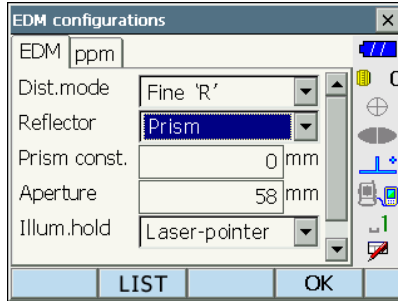 EDM configurations
EDM ppm
Dist.mode Fine 'R'
Reflector Prism
Prism const. 0 mm
Aperture 58 mm
Illum.hold Laser-pointer
1
LIST OK